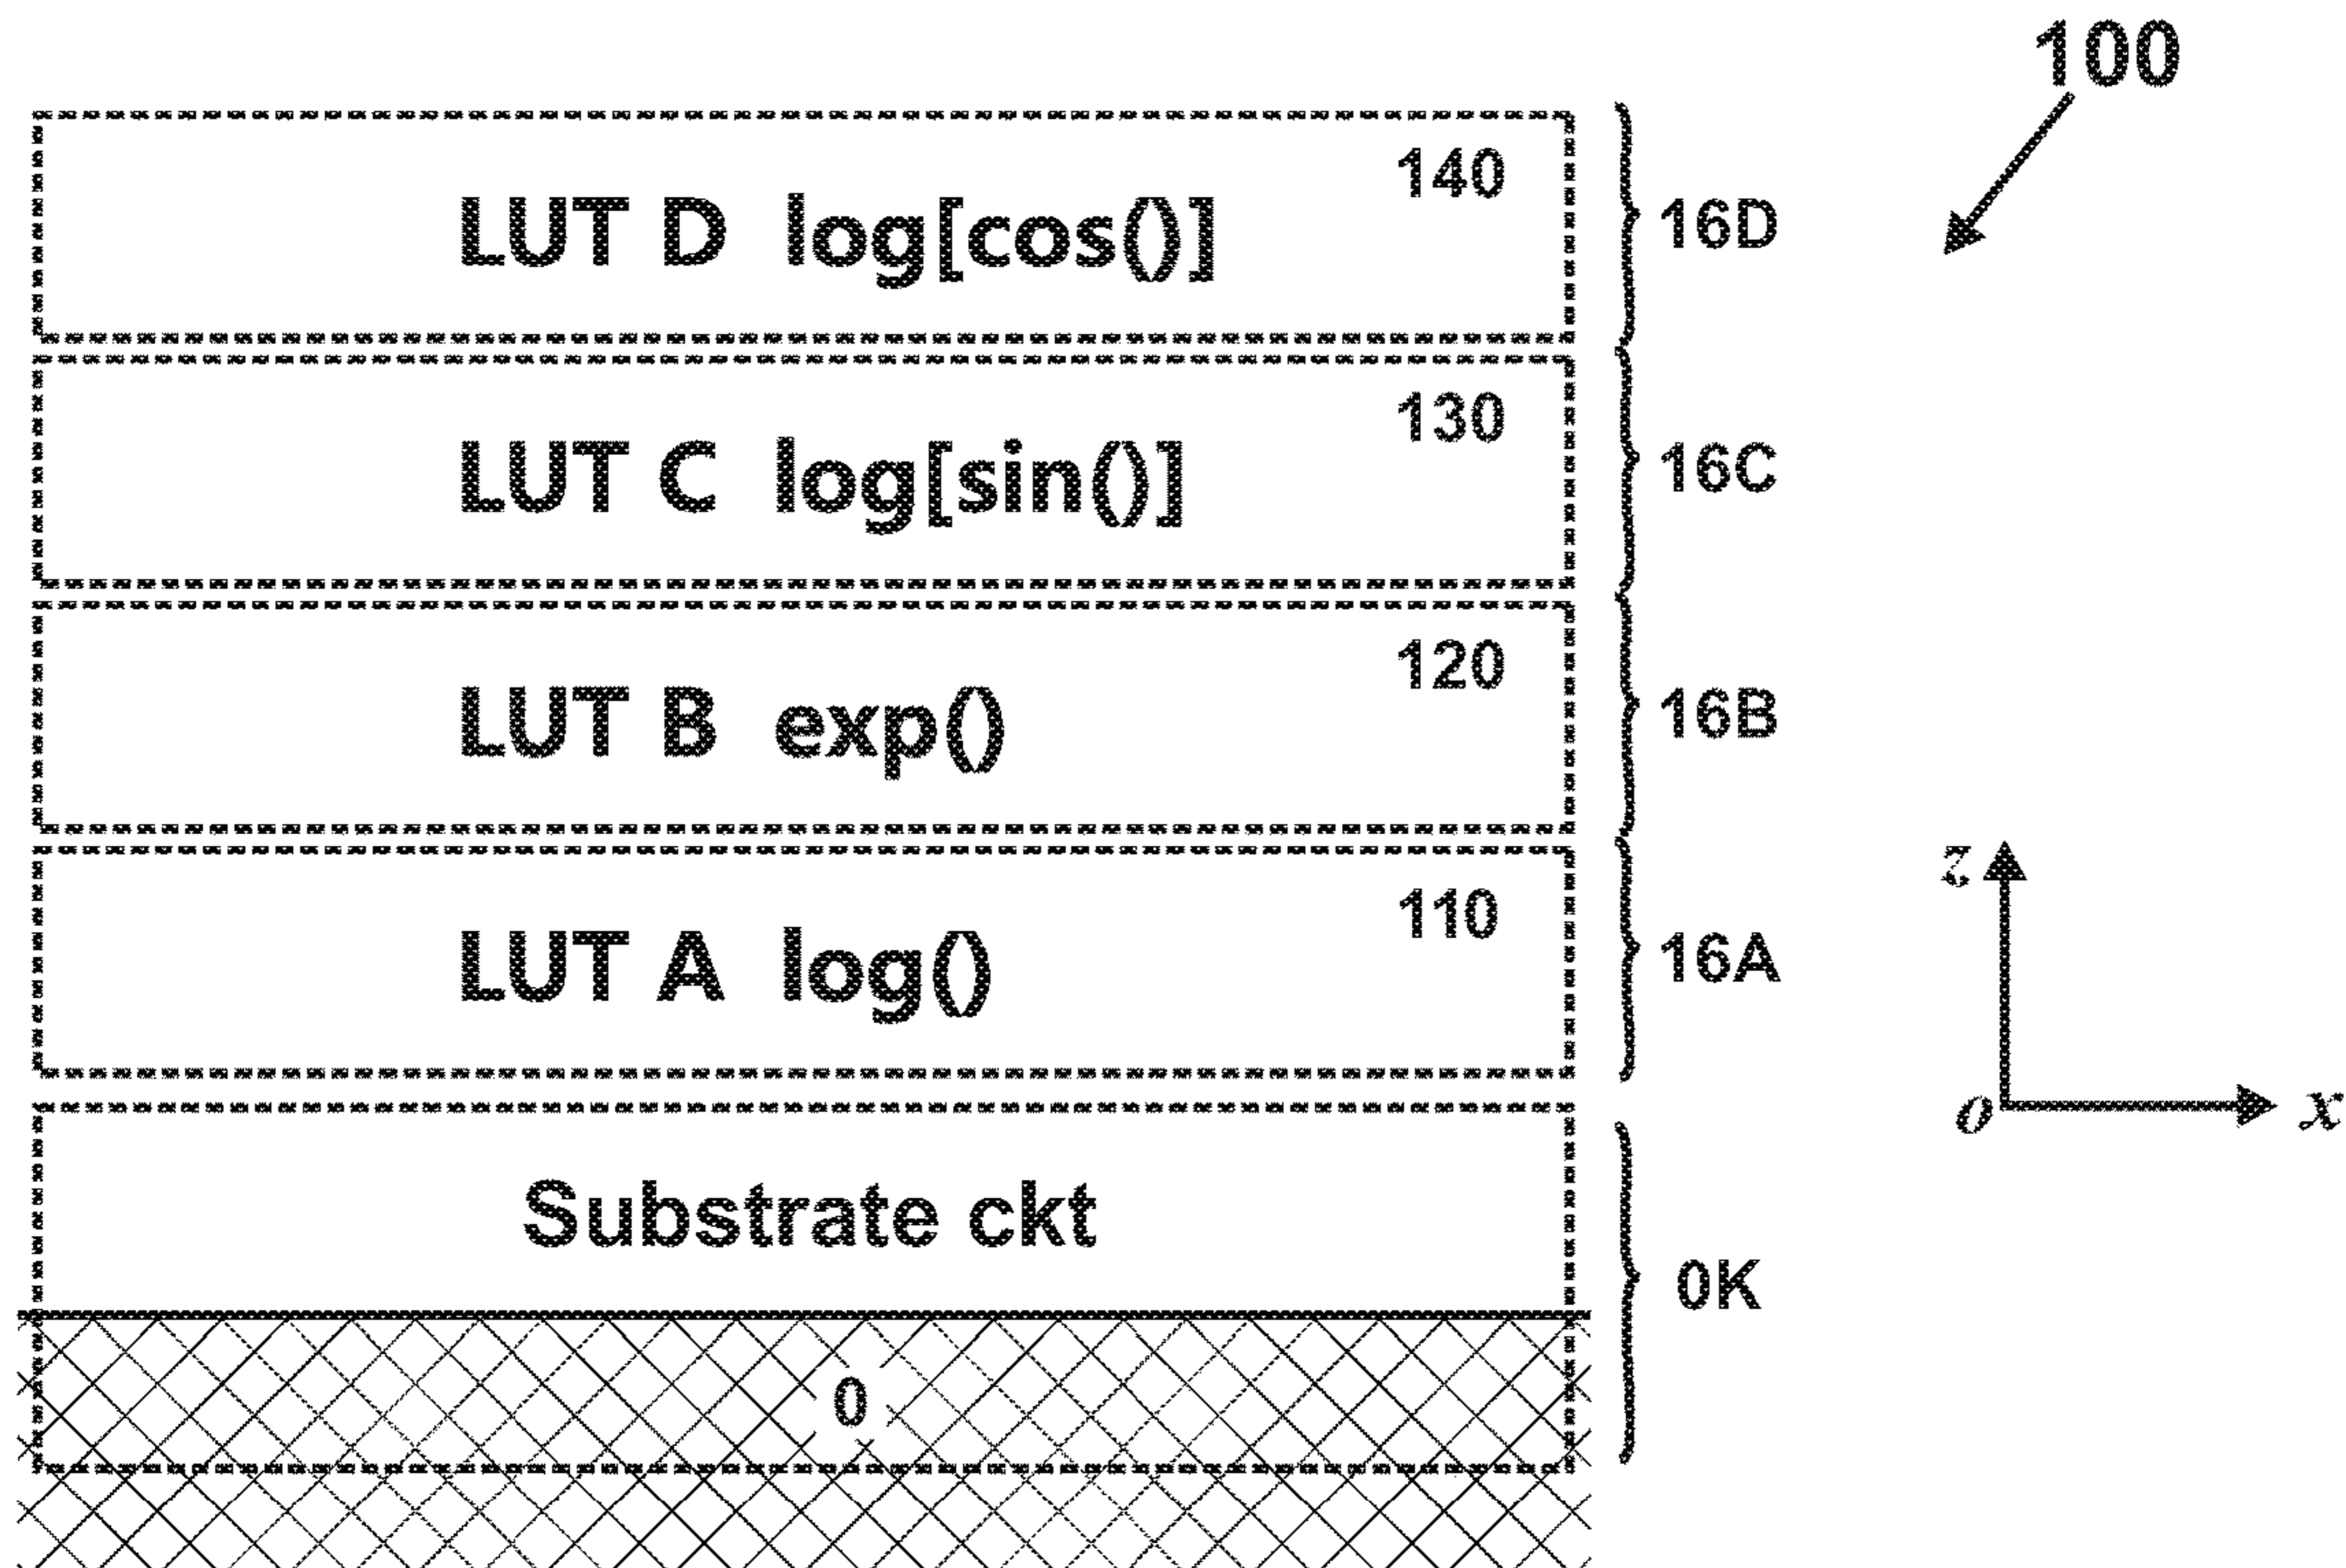 100
140
LUT D log[cos()]
16D
130
LUT C log[sin()]
16C
120
LUT B exp()
16B
110
LUT A log()
16A
z
o
x
Substrate ckt
0K
0